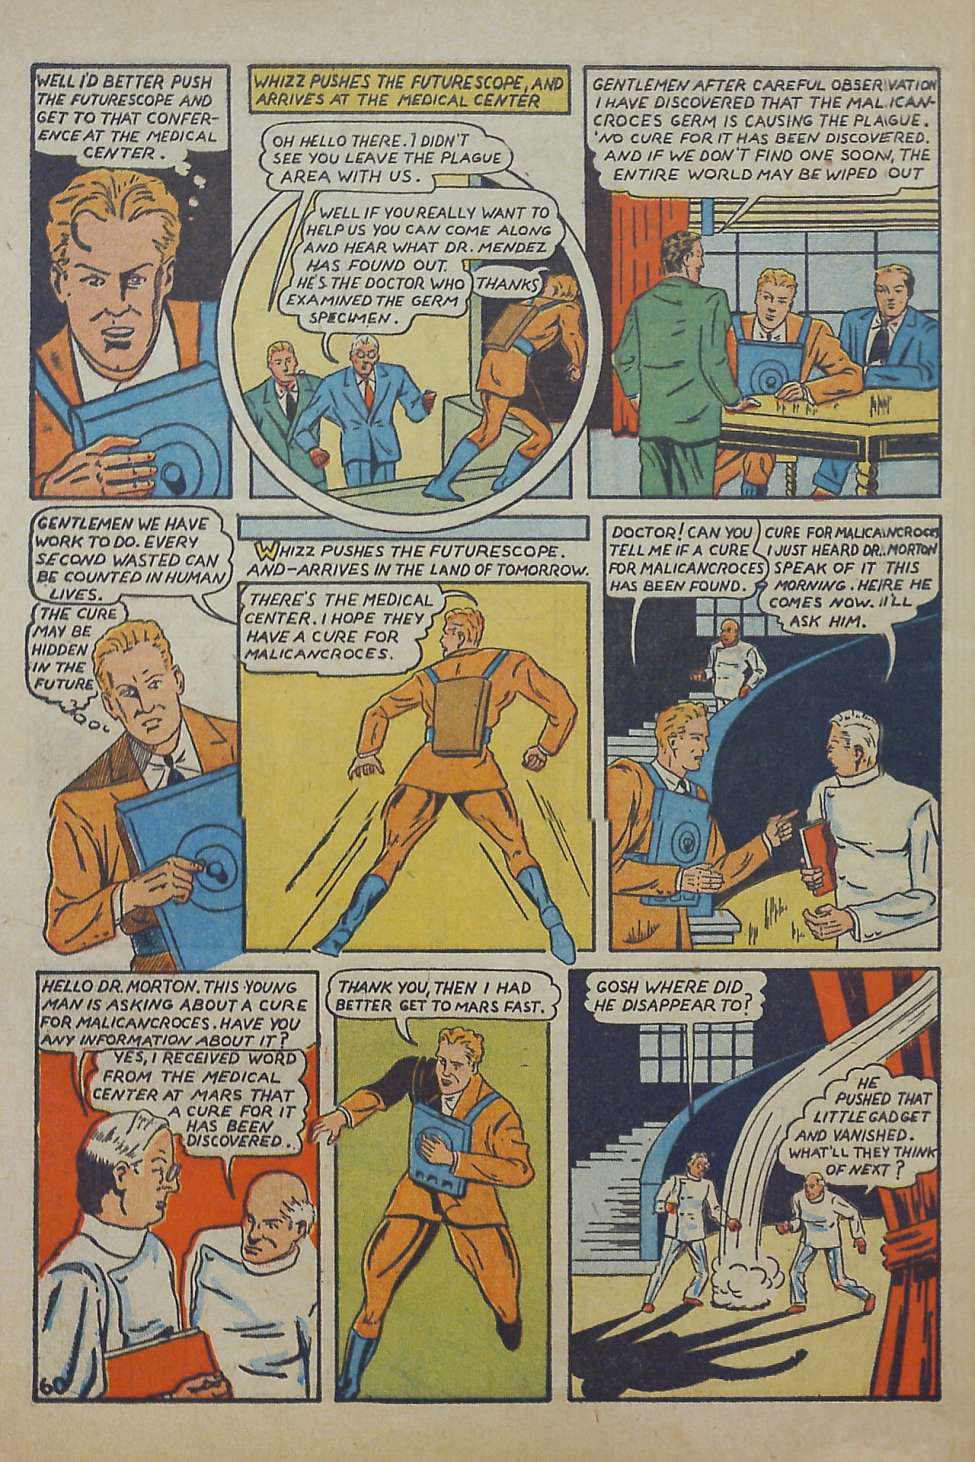 WELL I'D BETTER PUSH
THE FUTURESCOPE AND
GET TO THAT CONFER-
ENCE AT THE MEDICAL
CENTER.
WHIZZ PUSHES THE FUTURESCOPE, AND
ARRIVES AT THE MEDICAL CENTER
OH HELLO THERE. I DIDN'T
SEE YOU LEAVE THE PLAGUE
AREA WITH US.
WELL IF YOU REALLY WANT TO
HELP US YOU CAN COME ALONG
AND HEAR WHAT DR. MENDEZ
HAS FOUND OUT.
HE'S THE DOCTOR WHO
EXAMINED THE GERM
SPECIMEN.
THANKS
GENTLEMEN AFTER CAREFUL OBSERVATION
I HAVE DISCOVERED THAT THE MALICAN-
CROCES GERM IS CAUSING THE PLAGUE.
NO CURE FOR IT HAS BEEN DISCOVERED.
AND IF WE DON'T FIND ONE SOON, THE
ENTIRE WORLD MAY BE WIPED OUT
GENTLEMEN WE HAVE
WORK TO DO. EVERY
SECOND WASTED CAN
BE COUNTED IN HUMAN
LIVES.
THE CURE
MAY BE
HIDDEN
IN THE
FUTURE
WHIZZ PUSHES THE FUTURESCOPE.
AND-ARRIVES IN THE LAND OF TOMORROW.
THERE'S THE MEDICAL
CENTER. I HOPE THEY
HAVE A CURE FOR
MALICANCROCES.
DOCTOR! CAN YOU
TELL ME IF A CURE
FOR MALICANCROCES
HAS BEEN FOUND.
CURE FOR MALICANCROCES
I JUST HEARD DR. MORTON
SPEAK OF IT THIS
MORNING. HEIRE HE
COMES NOW. I'LL
ASK HIM.
HELLO DR. MORTON. THIS YOUNG
MAN IS ASKING ABOUT A CURE
FOR MALICANCROCES. HAVE YOU
ANY INFORMATION ABOUT IT?
YES, I RECEIVED WORD
FROM THE MEDICAL
CENTER AT MARS THAT
A CURE FOR IT
HAS BEEN
DISCOVERED.
THANK YOU, THEN I HAD
BETTER GET TO MARS FAST.
GOSH WHERE DID
HE DISAPPEAR TO?
HE
PUSHED THAT
LITTLE GADGET
AND VANISHED.
WHAT'LL THEY THINK
OF NEXT?
60